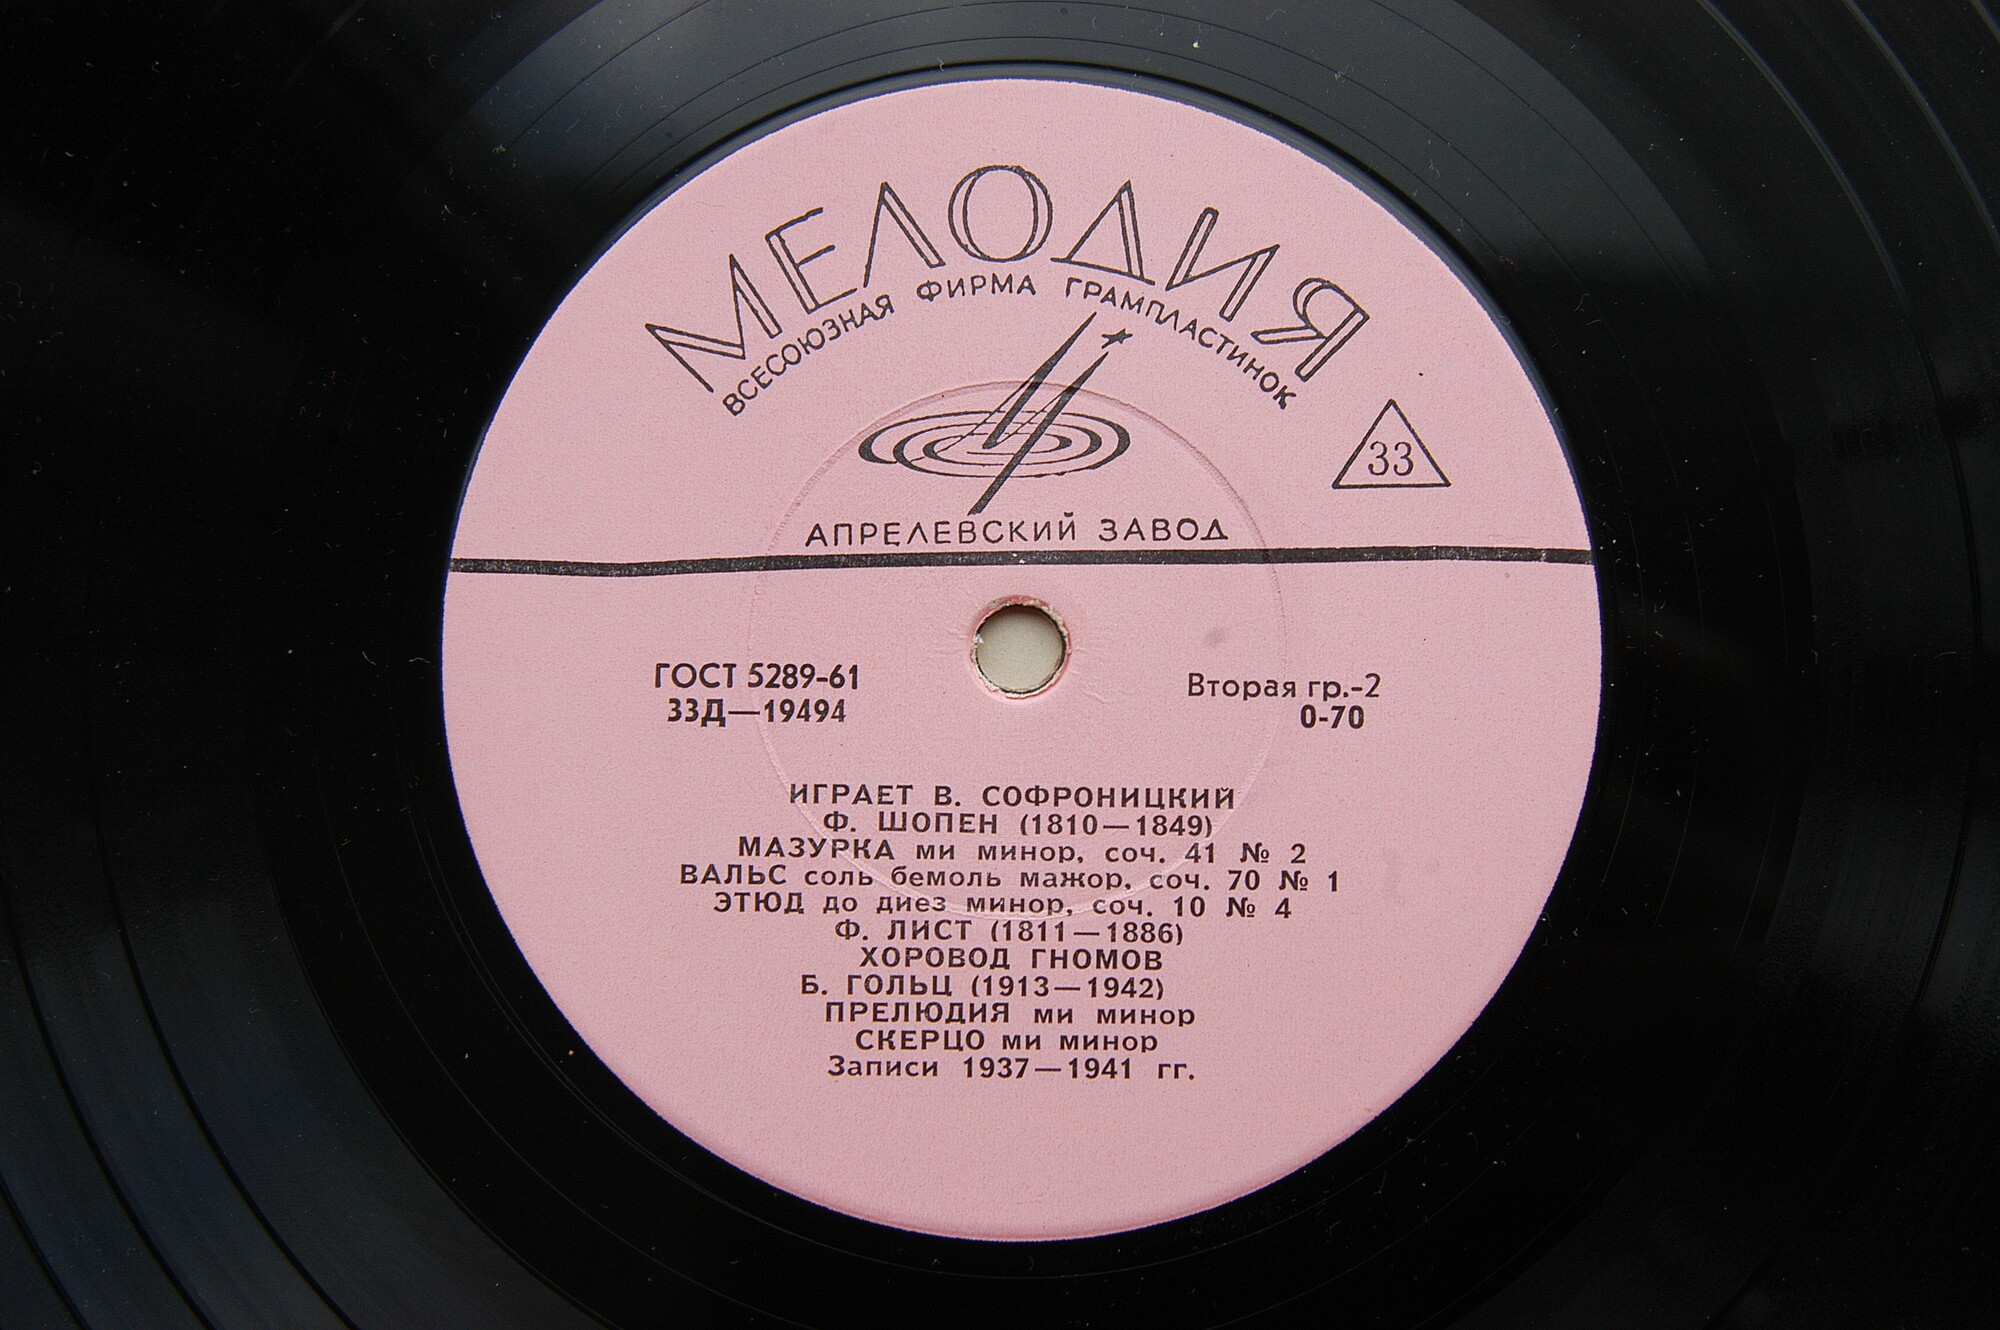 МЕЛОДИЯ
ВСЕСОЮЗНАЯ ФИРМА ГРАМПЛАСТИНОК
33
АПРЕЛЕВСКИЙ ЗАВОД
ГОСТ 5289-61
33Д—19494
Вторая гр.-2
0-70
ИГРАЕТ В. СОФРОНИЦКИЙ
Ф. ШОПЕН (1810—1849)
МАЗУРКА ми минор, соч. 41 № 2
ВАЛЬС соль бемоль мажор, соч. 70 № 1
ЭТЮД до диез минор, соч. 10 № 4
Ф. ЛИСТ (1811—1886)
ХОРОВОД ГНОМОВ
Б. ГОЛЬЦ (1913—1942)
ПРЕЛЮДИЯ ми минор
СКЕРЦО ми минор
Записи 1937—1941 гг.